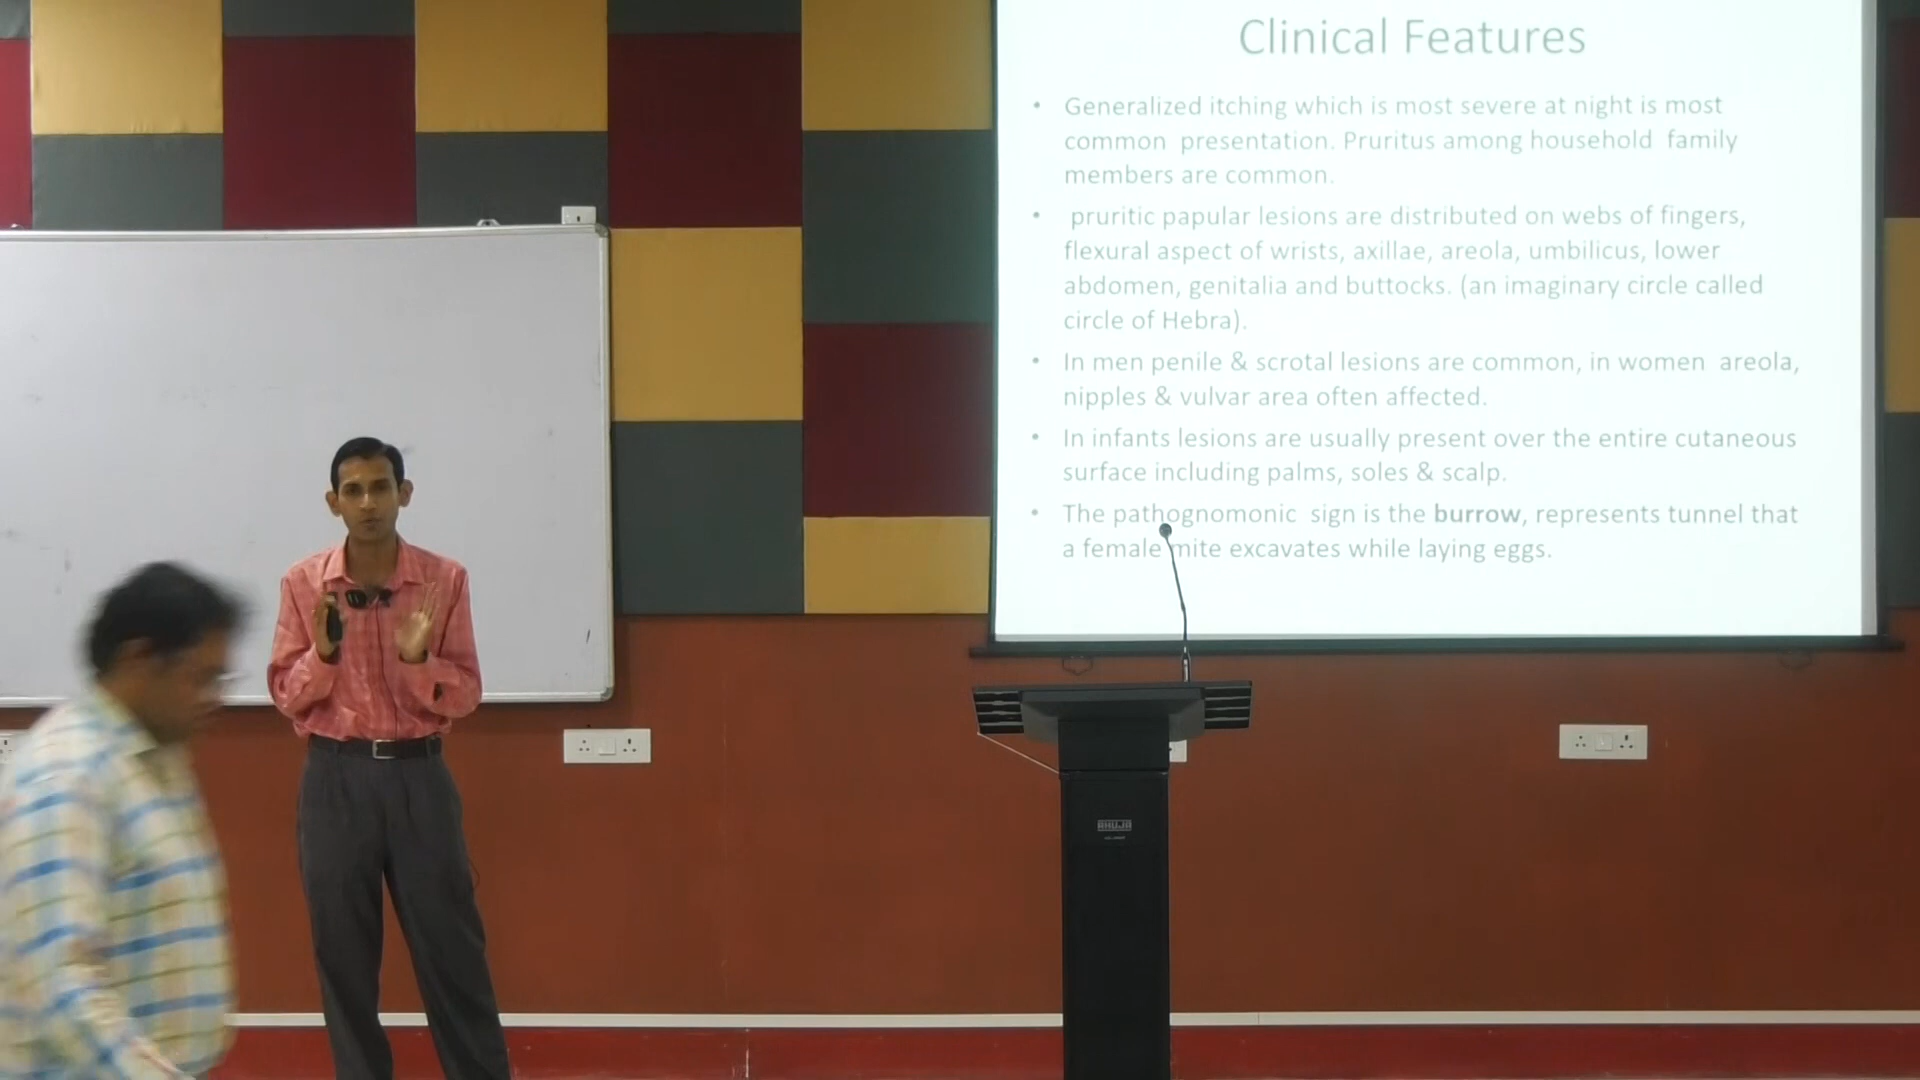 Clinical Features
• Generalized itching which is most severe at night is most
common presentation. Pruritus among household family
members are common.
• pruritic papular lesions are distributed on webs of fingers,
flexural aspect of wrists, axillae, areola, umbilicus, lower
abdomen, genitalia and buttocks. (an imaginary circle called
circle of Hebra).
• In men penile & scrotal lesions are common, in women areola,
nipples & vulvar area often affected.
• In infants lesions are usually present over the entire cutaneous
surface including palms, soles & scalp.
• The pathognomonic sign is the burrow, represents tunnel that
a female mite excavates while laying eggs.
AHUJA